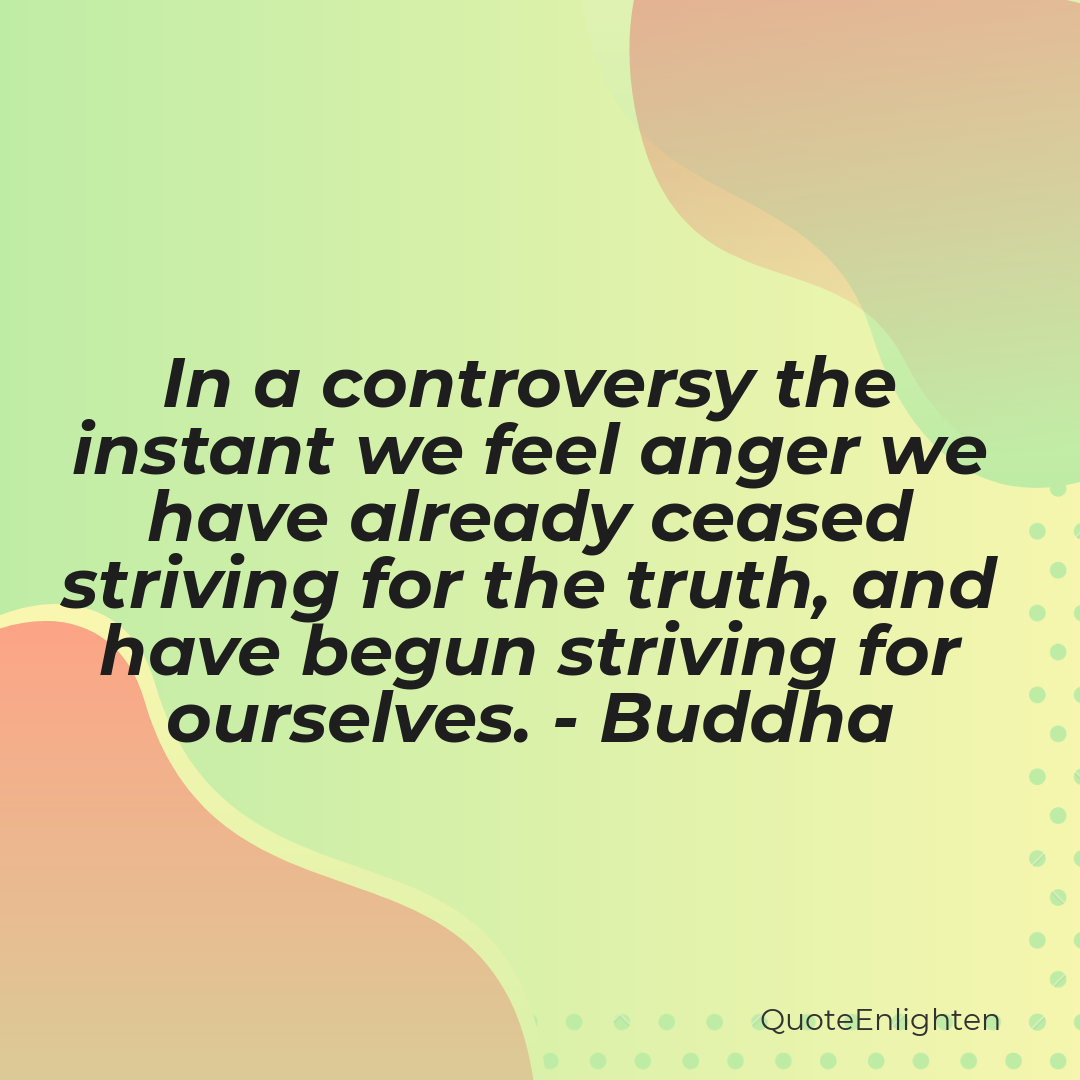 In a controversy the
instant we feel anger we
have already ceased
striving for the truth, and
have begun striving for
ourselves. - Buddha
QuoteEnlighten